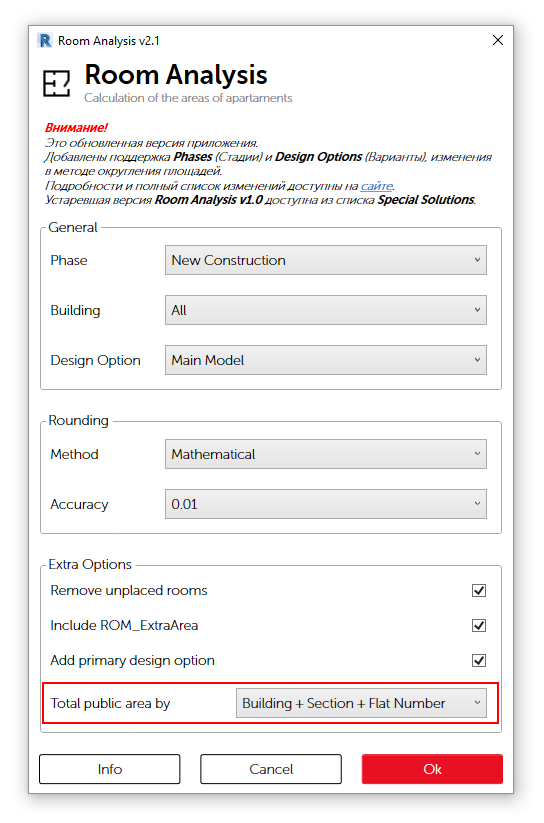 R Room Analysis v2.1
Room Analysis
Calculation of the areas of apartaments
Внимание!
Это обновленная версия приложения.
Добавлены поддержка Phases (Стадии) и Design Options (Варианты), изменения
в методе округления площадей.
Подробности и полный список изменений доступны на сайте.
Устаревшая версия Room Analysis v1.0 доступна из списка Special Solutions.
General
Phase New Construction
Building All
Design Option Main Model
Rounding
Method Mathematical
Accuracy 0.01
Extra Options
Remove unplaced rooms
Include ROM_ExtraArea
Add primary design option
Total public area by Building + Section + Flat Number
Info Cancel Ok